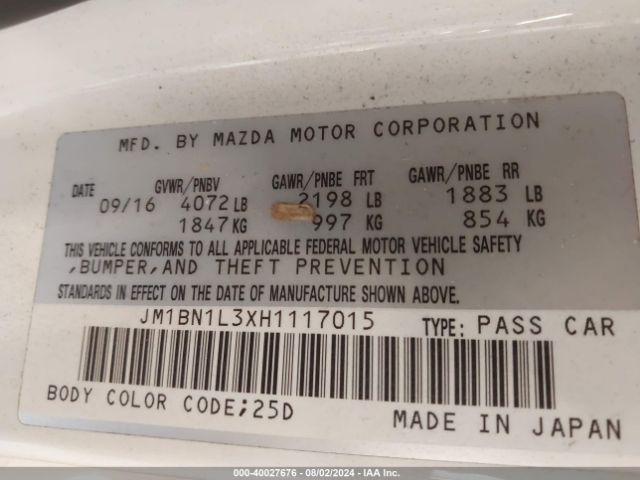 MFD. BY MAZDA MOTOR CORPORATION
DATE GVWR/PNBV GAWR/PNBE FRT GAWR/PNBE RR
09/16 4072 LB 2198 LB 1883 LB
1847 KG 997 KG 854 KG
THIS VEHICLE CONFORMS TO ALL APPLICABLE FEDERAL MOTOR VEHICLE SAFETY
,BUMPER,AND THEFT PREVENTION
STANDARDS IN EFFECT ON THE DATE OF MANUFACTURE SHOWN ABOVE.
JM1BN1L3XH1117015 TYPE: PASS CAR
BODY COLOR CODE;25D MADE IN JAPAN
000-40027676 - 08/02/2024 - IAA Inc.